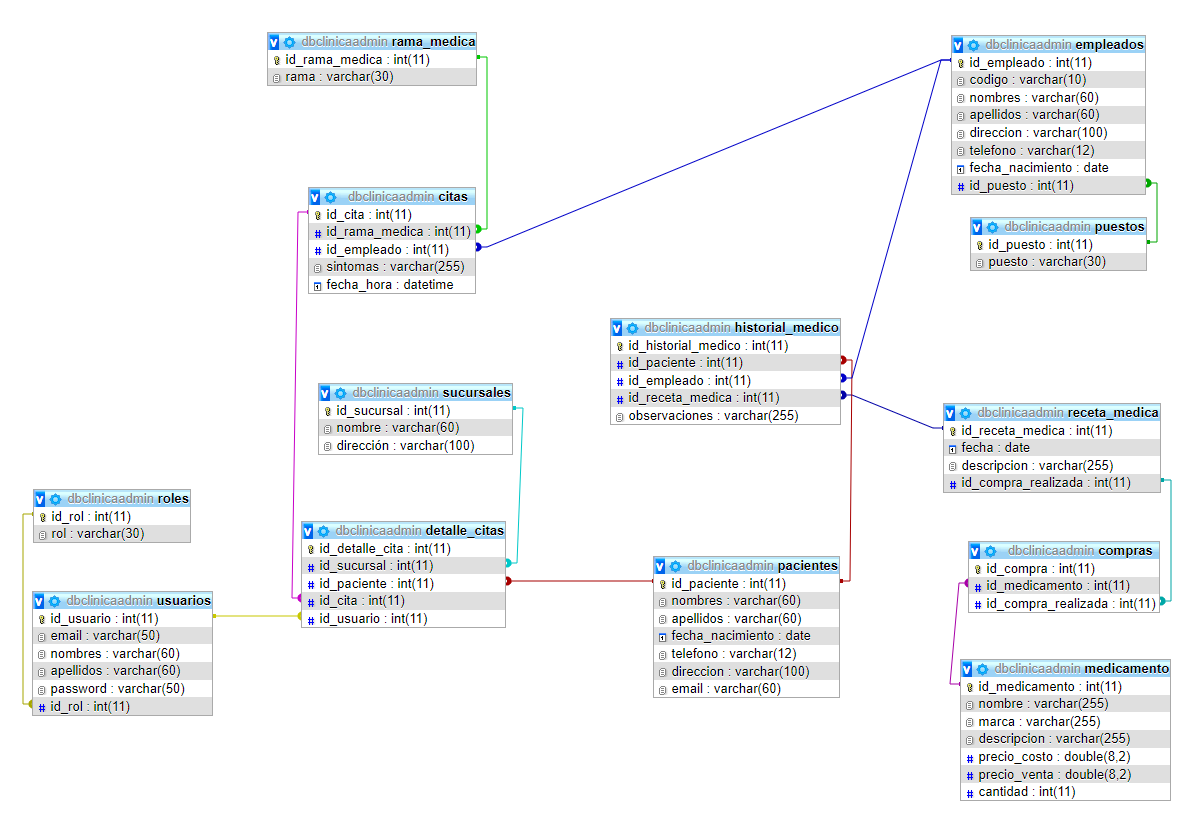 dbclinicaadmin rama_medica
id_rama_medica : int(11)
rama : varchar(30)
dbclinicaadmin empleados
id_empleado : int(11)
codigo : varchar(10)
nombres : varchar(60)
apellidos : varchar(60)
direccion : varchar(100)
telefono : varchar(12)
fecha_nacimiento : date
id_puesto : int(11)
dbclinicaadmin citas
id_cita : int(11)
id_rama_medica : int(11)
id_empleado : int(11)
sintomas : varchar(255)
fecha_hora : datetime
dbclinicaadmin puestos
id_puesto : int(11)
puesto : varchar(30)
dbclinicaadmin historial_medico
id_historial_medico : int(11)
id_paciente : int(11)
id_empleado : int(11)
id_receta_medica : int(11)
observaciones : varchar(255)
dbclinicaadmin sucursales
id_sucursal : int(11)
nombre : varchar(60)
dirección : varchar(100)
dbclinicaadmin receta_medica
id_receta_medica : int(11)
fecha : date
descripcion : varchar(255)
id_compra_realizada : int(11)
dbclinicaadmin roles
id_rol : int(11)
rol : varchar(30)
dbclinicaadmin detalle_citas
id_detalle_cita : int(11)
id_sucursal : int(11)
id_paciente : int(11)
id_cita : int(11)
id_usuario : int(11)
dbclinicaadmin compras
id_compra : int(11)
id_medicamento : int(11)
id_compra_realizada : int(11)
dbclinicaadmin pacientes
id_paciente : int(11)
nombres : varchar(60)
apellidos : varchar(60)
fecha_nacimiento : date
telefono : varchar(12)
direccion : varchar(100)
email : varchar(60)
dbclinicaadmin usuarios
id_usuario : int(11)
email : varchar(50)
nombres : varchar(60)
apellidos : varchar(60)
password : varchar(50)
id_rol : int(11)
dbclinicaadmin medicamento
id_medicamento : int(11)
nombre : varchar(255)
marca : varchar(255)
descripcion : varchar(255)
precio_costo : double(8,2)
precio_venta : double(8,2)
cantidad : int(11)